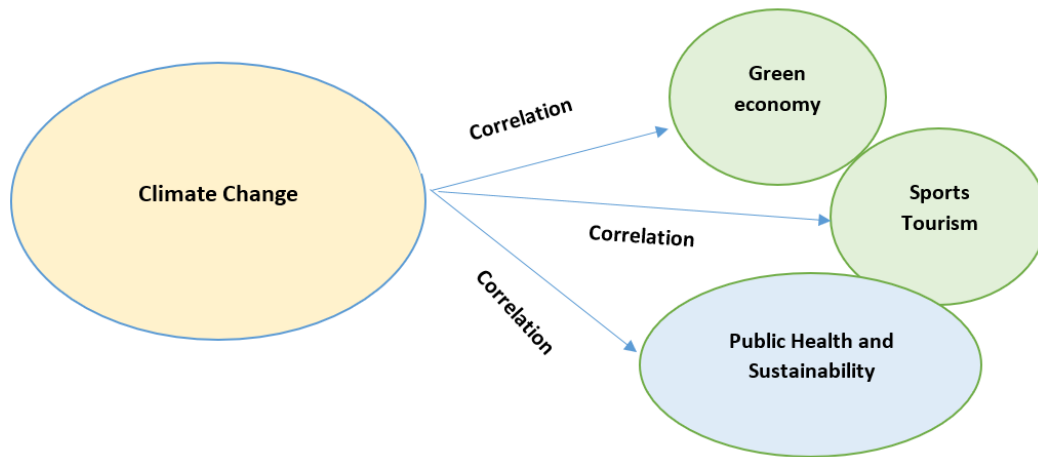 Climate Change
Correlation
Green
economy
Correlation
Sports
Tourism
Correlation
Public Health and
Sustainability